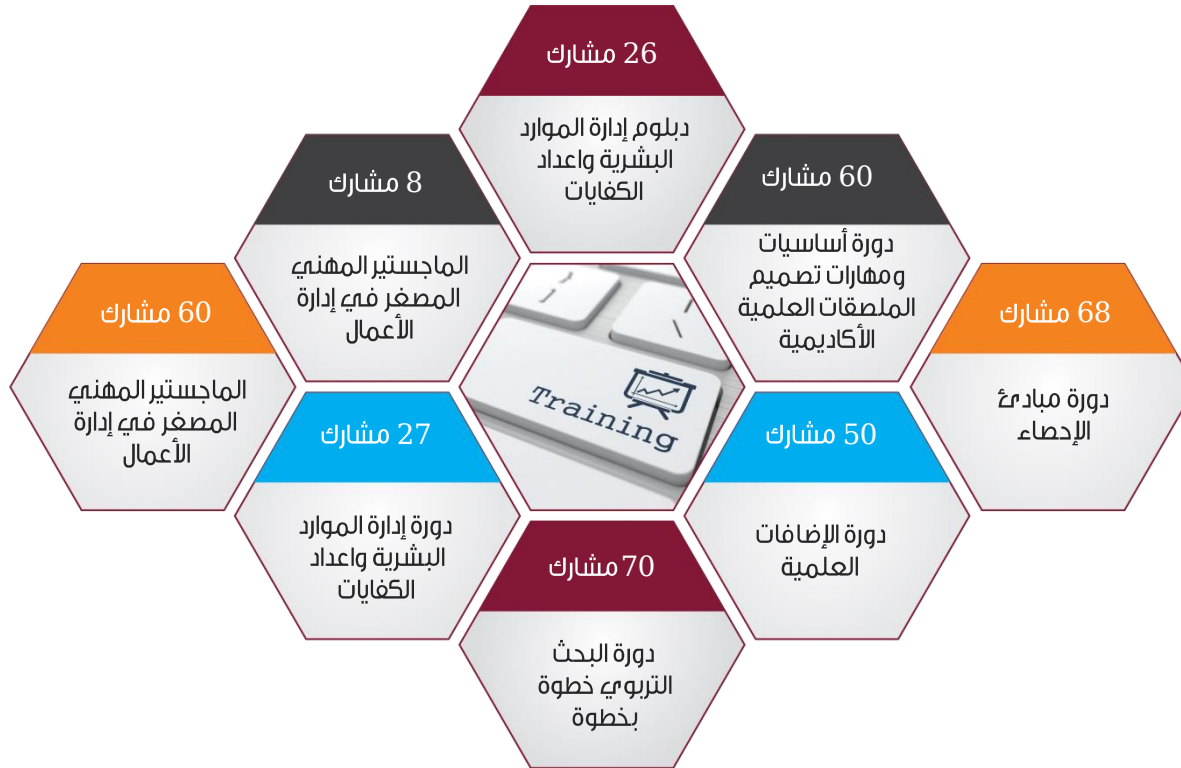 26 مشارك
دبلوم إدارة الموارد
البشرية واعداد
الكفايات
60 مشارك
دورة أساسيات
ومهارات تصميم
الملصقات العلمية
الأكاديمية
8 مشارك
الماجستير المهني
المصغر في إدارة
الأعمال
68 مشارك
دورة مبادئ
الإحصاء
60 مشارك
الماجستير المهني
المصغر في إدارة
الأعمال
Training
50 مشارك
دورة الإضافات
العلمية
27 مشارك
دورة إدارة الموارد
البشرية واعداد
الكفايات
70 مشارك
دورة البحث
التربوي خطوة
بخطوة